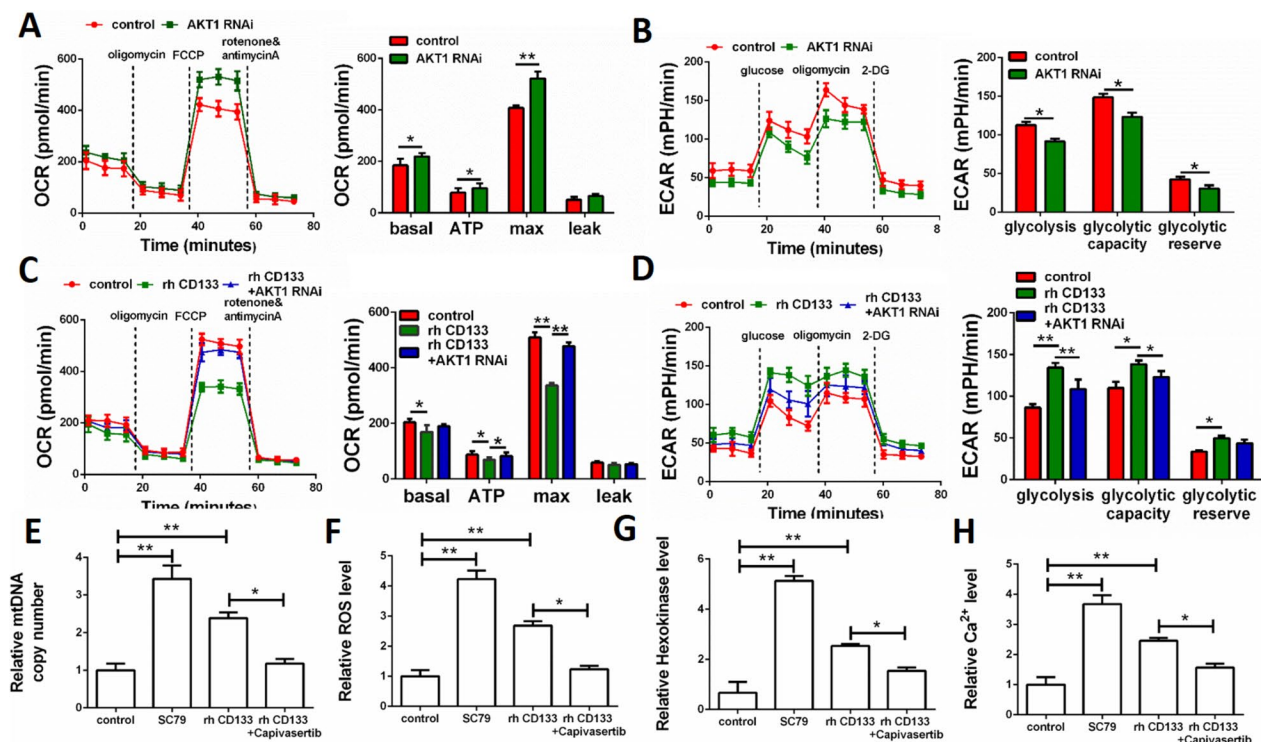 A
control AKT1 RNAi
oligomycin FCCP rotenone&
antimycinA
OCR (pmol/min)
600
400
200
0
0 20 40 60 80
Time (minutes)
control
AKT1 RNAi
OCR (pmol/min)
600
400
200
0
* * **
basal ATP max leak
B
control AKT1 RNAi
glucose oligomycin 2-DG
ECAR (mPH/min)
200
150
100
50
0
0 20 40 60 8
Time (minutes)
control
AKT1 RNAi
ECAR (mPH/min)
200
150
100
50
0
* * *
glycolysis glycolytic glycolytic
capacity reserve
C
control rh CD133 rh CD133
+AKT1 RNAi
oligomycin FCCP rotenone&
antimycinA
OCR (pmol/min)
600
400
200
0
0 20 40 60 80
Time (minutes)
control
rh CD133
rh CD133
+AKT1 RNAi
OCR (pmol/min)
600
400
200
0
* * * ** **
basal ATP max leak
D
control rh CD133 rh CD133
+AKT1 RNAi
glucose oligomycin 2-DG
ECAR (mPH/min)
200
150
100
50
0
0 20 40 60 80
Time (minutes)
control
rh CD133
rh CD133
+AKT1 RNAi
ECAR (mPH/min)
200
150
100
50
0
** ** * * *
glycolysis glycolytic glycolytic
capacity reserve
E
Relative mtDNA
copy number
4
3
2
1
0
**
**
*
control SC79 rh CD133 rh CD133
+Capivasertib
F
Relative ROS level
5
4
3
2
1
0
**
**
*
control SC79 rh CD133 rh CD133
+Capivasertib
G
Relative Hexokinase level
6
4
2
0
**
**
*
control SC79 rh CD133 rh CD133
+Capivasertib
H
Relative Ca²⁺ level
5
4
3
2
1
0
**
**
*
control SC79 rh CD133 rh CD133
+Capivasertib